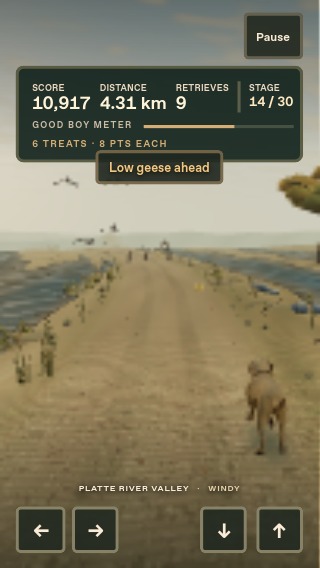 Pause
SCORE DISTANCE RETRIEVES STAGE
10,917 4.31 km 9 14 / 30
GOOD BOY METER
6 TREATS · 8 PTS EACH
Low geese ahead
PLATTE RIVER VALLEY · WINDY
← → ↓ ↑